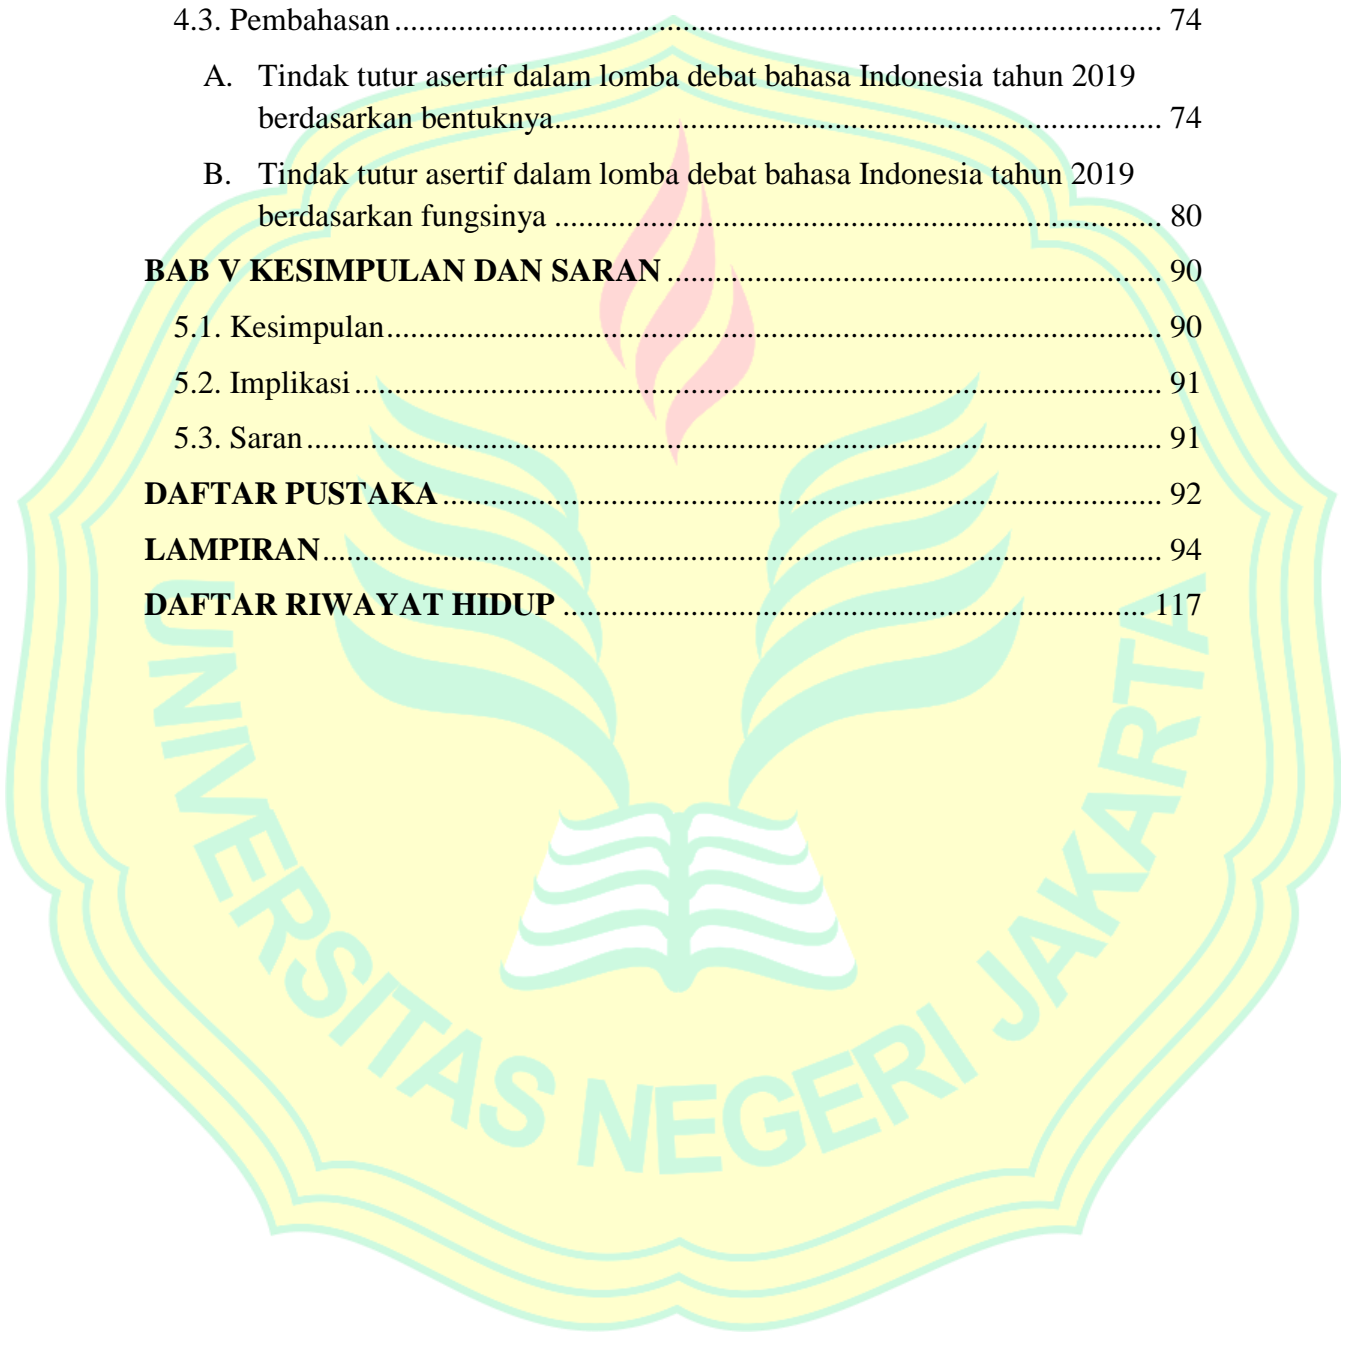 4.3. Pembahasan ........ 74
A. Tindak tutur asertif dalam lomba debat bahasa Indonesia tahun 2019
berdasarkan bentuknya ........ 74
B. Tindak tutur asertif dalam lomba debat bahasa Indonesia tahun 2019
berdasarkan fungsinya ........ 80
BAB V KESIMPULAN DAN SARAN ........ 90
5.1. Kesimpulan ........ 90
5.2. Implikasi ........ 91
5.3. Saran ........ 91
DAFTAR PUSTAKA ........ 92
LAMPIRAN ........ 94
DAFTAR RIWAYAT HIDUP ........ 117
UNIVERSITAS NEGERI JAKARTA